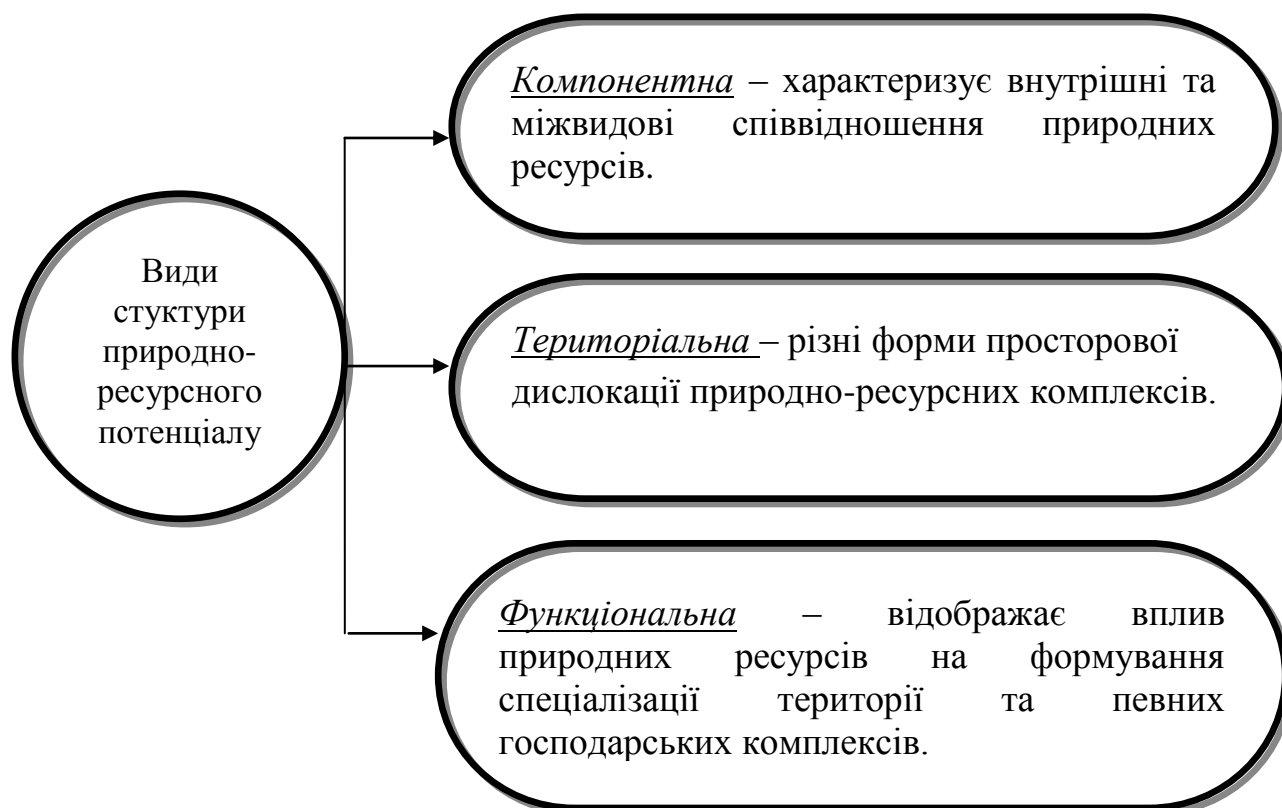 Види
стуктури
природно-
ресурсного
потенціалу
Компонентна – характеризує внутрішні та
міжвидові співвідношення природних
ресурсів.
Територіальна – різні форми просторової
дислокації природно-ресурсних комплексів.
Функціональна – відображає вплив
природних ресурсів на формування
спеціалізації території та певних
господарських комплексів.